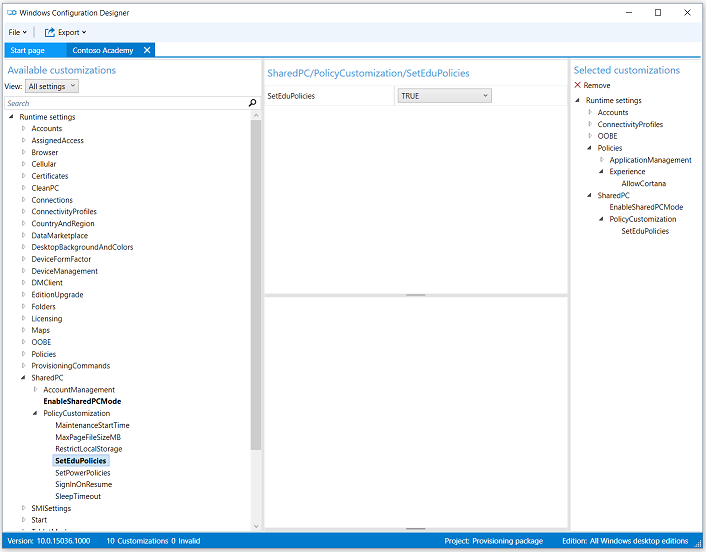 Windows Configuration Designer
File Export
Start page Contoso Academy
Available customizations
View: All settings
Search
Runtime settings
Accounts
AssignedAccess
Browser
Cellular
Certificates
CleanPC
Connections
ConnectivityProfiles
CountryAndRegion
DataMarketplace
DesktopBackgroundAndColors
DeviceFormFactor
DeviceManagement
DMClient
EditionUpgrade
Folders
Licensing
Maps
OOBE
Policies
ProvisioningCommands
SharedPC
AccountManagement
EnableSharedPCMode
PolicyCustomization
MaintenanceStartTime
MaxPageFileSizeMB
RestrictLocalStorage
SetEduPolicies
SetPowerPolicies
SignInOnResume
SleepTimeout
SMISettings
Start
SharedPC/PolicyCustomization/SetEduPolicies
SetEduPolicies TRUE
Selected customizations
Remove
Runtime settings
Accounts
ConnectivityProfiles
OOBE
Policies
ApplicationManagement
Experience
AllowCortana
SharedPC
EnableSharedPCMode
PolicyCustomization
SetEduPolicies
Version: 10.0.15036.1000 10 Customizations 0 Invalid Project: Provisioning package Edition: All Windows desktop editions